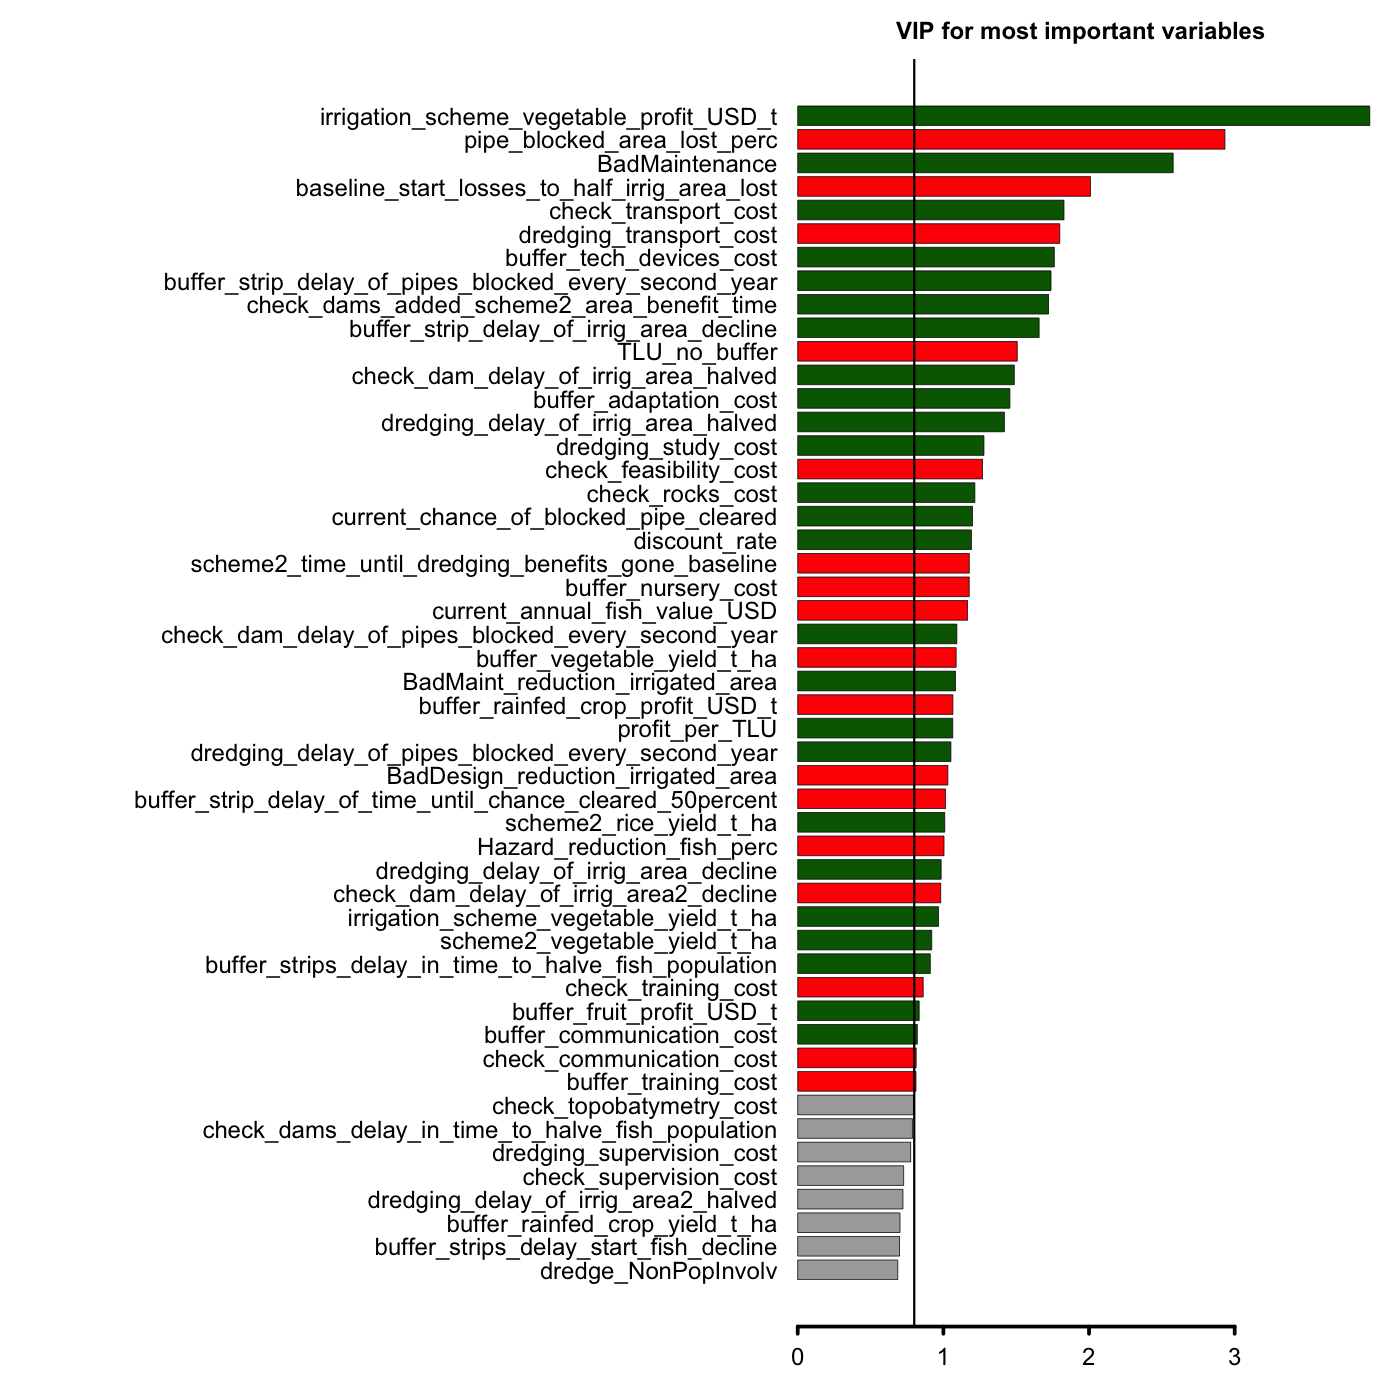 VIP for most important variables
irrigation_scheme_vegetable_profit_USD_t
pipe_blocked_area_lost_perc
BadMaintenance
baseline_start_losses_to_half_irrig_area_lost
check_transport_cost
dredging_transport_cost
buffer_tech_devices_cost
buffer_strip_delay_of_pipes_blocked_every_second_year
check_dams_added_scheme2_area_benefit_time
buffer_strip_delay_of_irrig_area_decline
TLU_no_buffer
check_dam_delay_of_irrig_area_halved
buffer_adaptation_cost
dredging_delay_of_irrig_area_halved
dredging_study_cost
check_feasibility_cost
check_rocks_cost
current_chance_of_blocked_pipe_cleared
discount_rate
scheme2_time_until_dredging_benefits_gone_baseline
buffer_nursery_cost
current_annual_fish_value_USD
check_dam_delay_of_pipes_blocked_every_second_year
buffer_vegetable_yield_t_ha
BadMaint_reduction_irrigated_area
buffer_rainfed_crop_profit_USD_t
profit_per_TLU
dredging_delay_of_pipes_blocked_every_second_year
BadDesign_reduction_irrigated_area
buffer_strip_delay_of_time_until_chance_cleared_50percent
scheme2_rice_yield_t_ha
Hazard_reduction_fish_perc
dredging_delay_of_irrig_area_decline
check_dam_delay_of_irrig_area2_decline
irrigation_scheme_vegetable_yield_t_ha
scheme2_vegetable_yield_t_ha
buffer_strips_delay_in_time_to_halve_fish_population
check_training_cost
buffer_fruit_profit_USD_t
buffer_communication_cost
check_communication_cost
buffer_training_cost
check_topobatymetry_cost
check_dams_delay_in_time_to_halve_fish_population
dredging_supervision_cost
check_supervision_cost
dredging_delay_of_irrig_area2_halved
buffer_rainfed_crop_yield_t_ha
buffer_strips_delay_start_fish_decline
dredge_NonPopInvolv
0 1 2 3